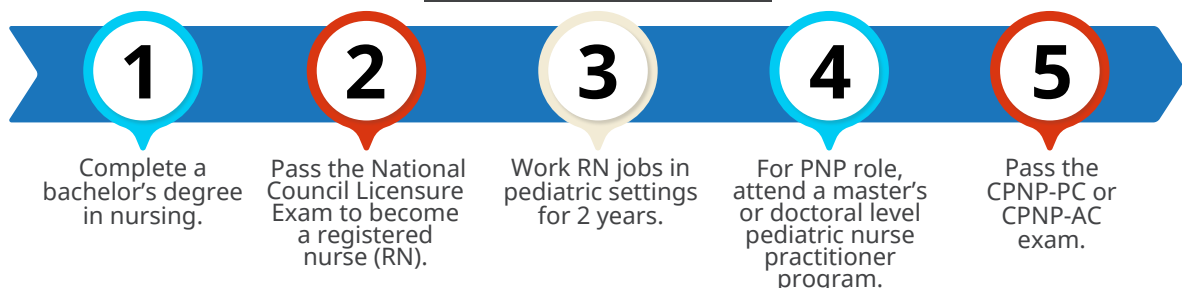 1
Complete a
bachelor's degree
in nursing.
2
Pass the National
Council Licensure
Exam to become
a registered
nurse (RN).
3
Work RN jobs in
pediatric settings
for 2 years.
4
For PNP role,
attend a master's
or doctoral level
pediatric nurse
practitioner
program.
5
Pass the
CPNP-PC or
CPNP-AC
exam.